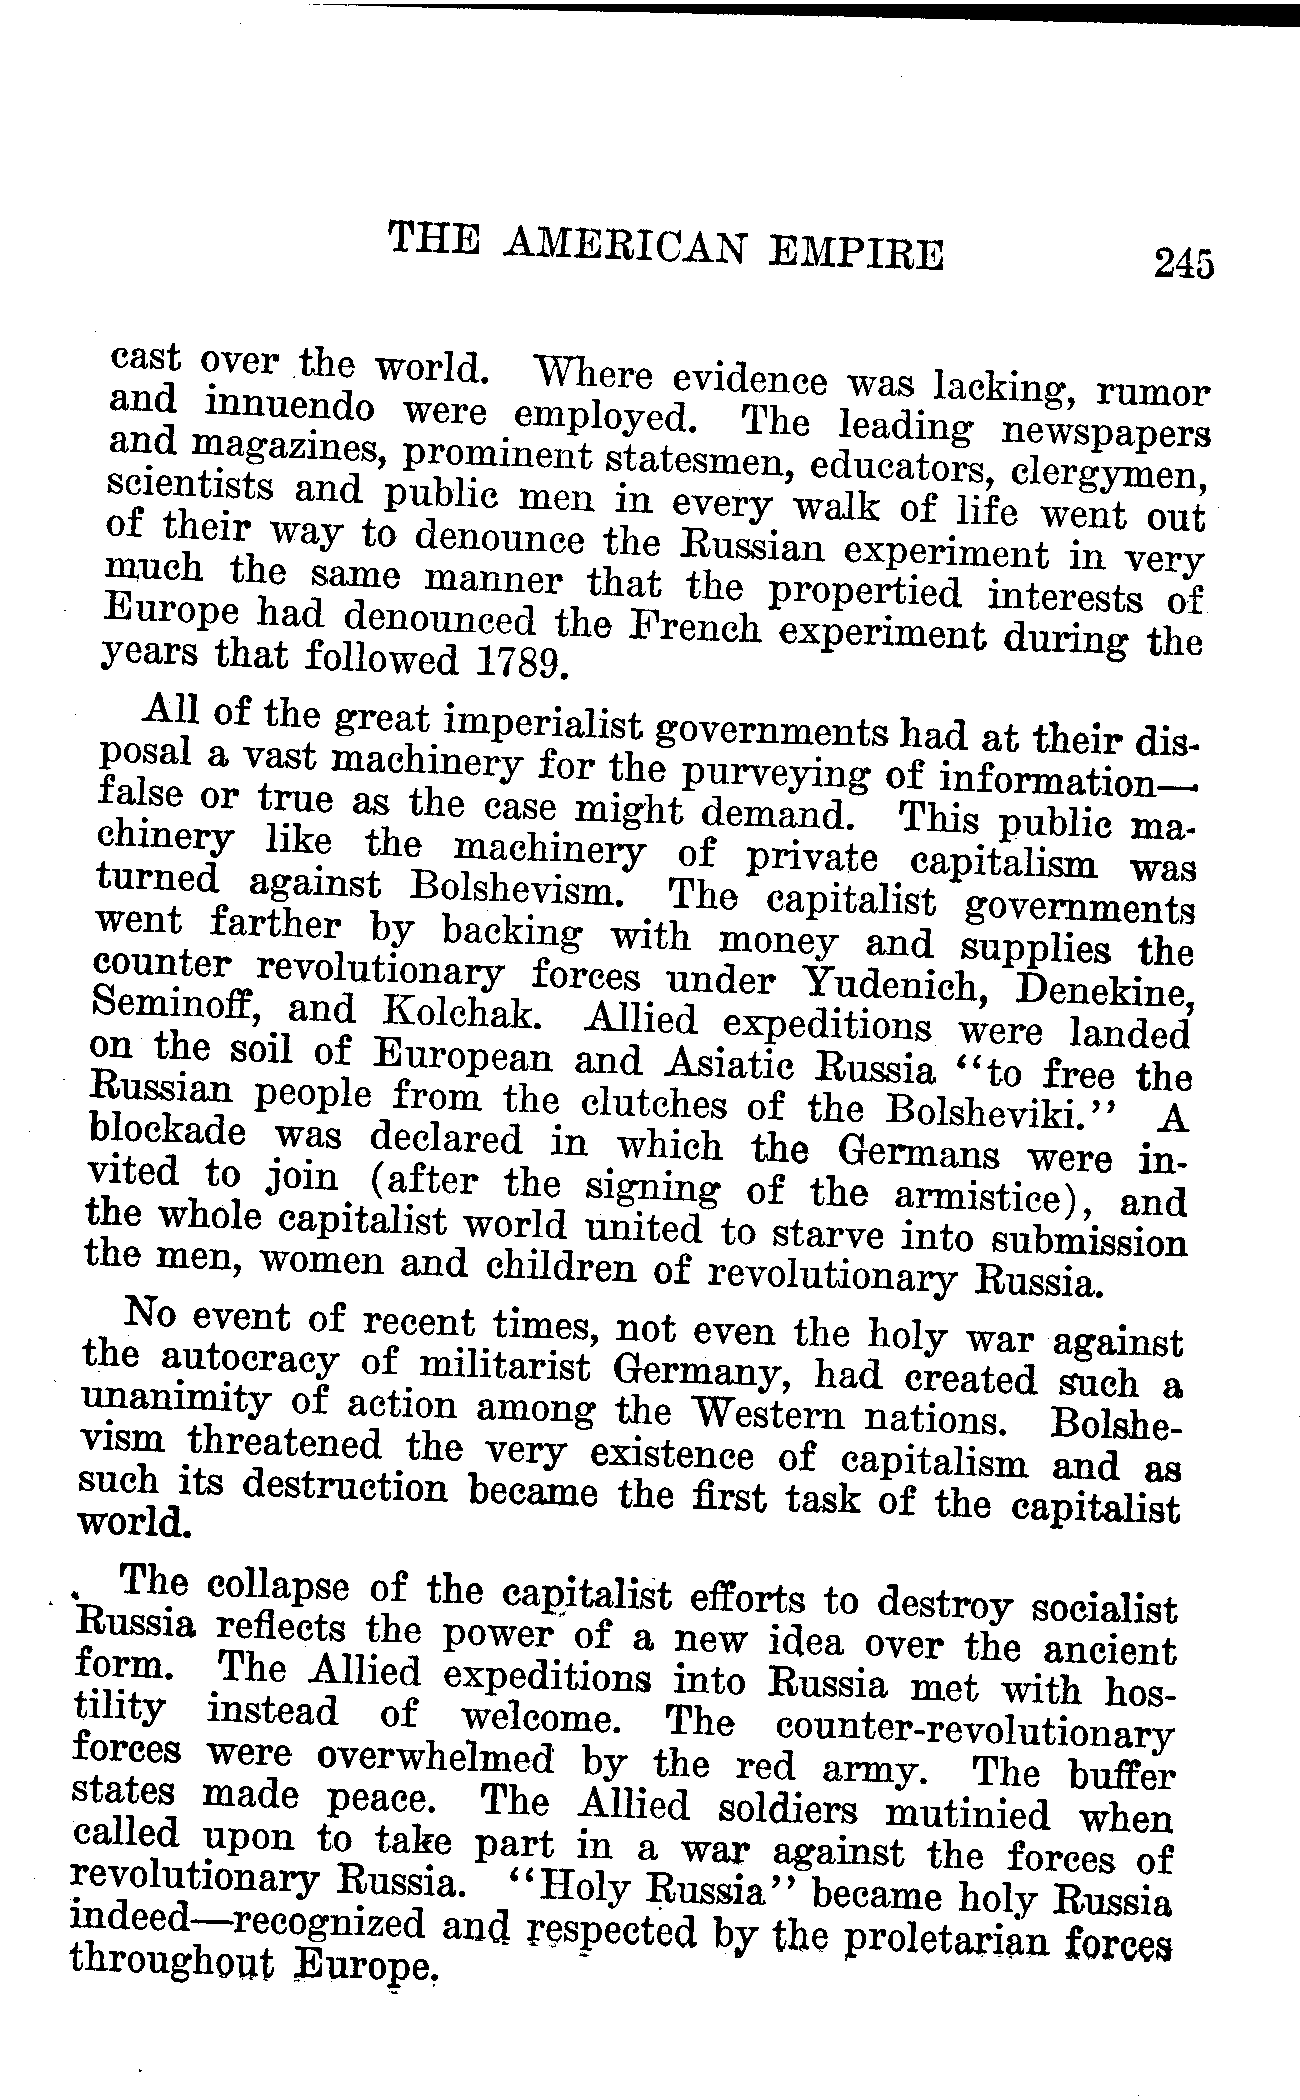 THE AMERICAN EMPIRE 245
cast over the world. Where evidence was lacking, rumor
and innuendo were employed. The leading newspapers
and magazines, prominent statesmen, educators, clergymen,
scientists and public men in every walk of life went out
of their way to denounce the Russian experiment in very
much the same manner that the propertied interests of
Europe had denounced the French experiment during the
years that followed 1789.
All of the great imperialist governments had at their dis-
posal a vast machinery for the purveying of information—
false or true as the case might demand. This public ma-
chinery like the machinery of private capitalism was
turned against Bolshevism. The capitalist governments
went farther by backing with money and supplies the
counter revolutionary forces under Yudenich, Denekine,
Seminoff, and Kolchak. Allied expeditions were landed
on the soil of European and Asiatic Russia "to free the
Russian people from the clutches of the Bolsheviki." A
blockade was declared in which the Germans were in-
vited to join (after the signing of the armistice), and
the whole capitalist world united to starve into submission
the men, women and children of revolutionary Russia.
No event of recent times, not even the holy war against
the autocracy of militarist Germany, had created such a
unanimity of action among the Western nations. Bolshe-
vism threatened the very existence of capitalism and as
such its destruction became the first task of the capitalist
world.
The collapse of the capitalist efforts to destroy socialist
Russia reflects the power of a new idea over the ancient
form. The Allied expeditions into Russia met with hos-
tility instead of welcome. The counter-revolutionary
forces were overwhelmed by the red army. The buffer
states made peace. The Allied soldiers mutinied when
called upon to take part in a war against the forces of
revolutionary Russia. "Holy Russia" became holy Russia
indeed—recognized and respected by the proletarian forces
throughout Europe.